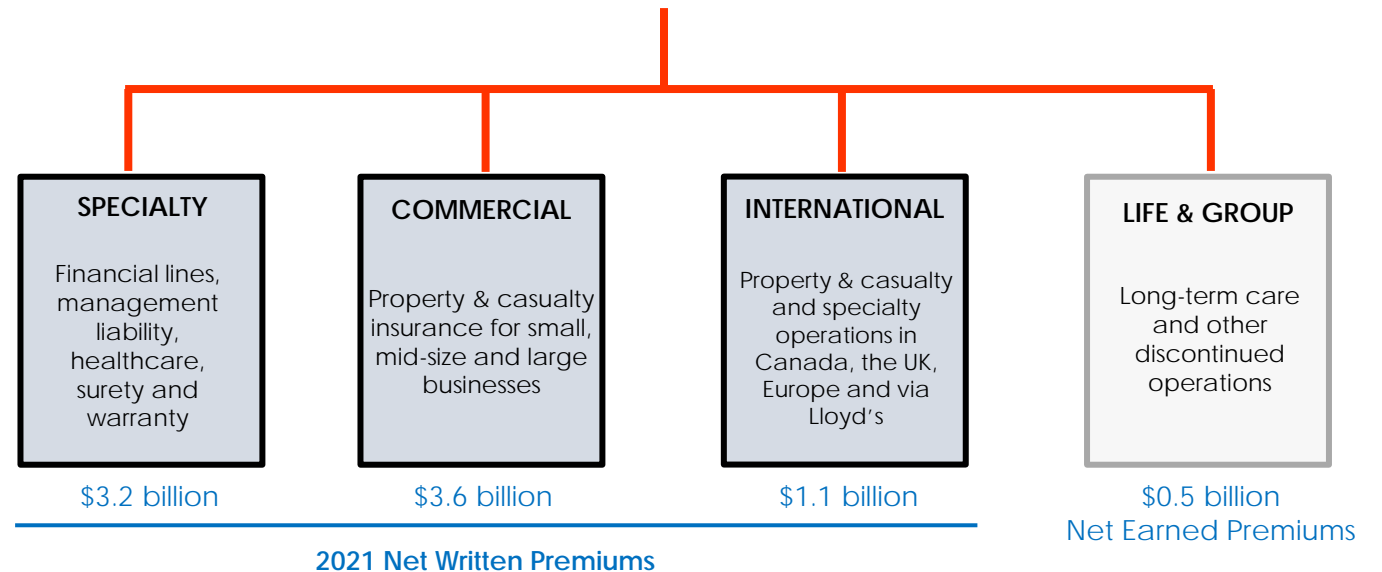 SPECIALTY
Financial lines,
management
liability,
healthcare,
surety and
warranty
$3.2 billion
COMMERCIAL
Property & casualty
insurance for small,
mid-size and large
businesses
$3.6 billion
INTERNATIONAL
Property & casualty
and specialty
operations in
Canada, the UK,
Europe and via
Lloyd’s
$1.1 billion
2021 Net Written Premiums
LIFE & GROUP
Long-term care
and other
discontinued
operations
$0.5 billion
Net Earned Premiums